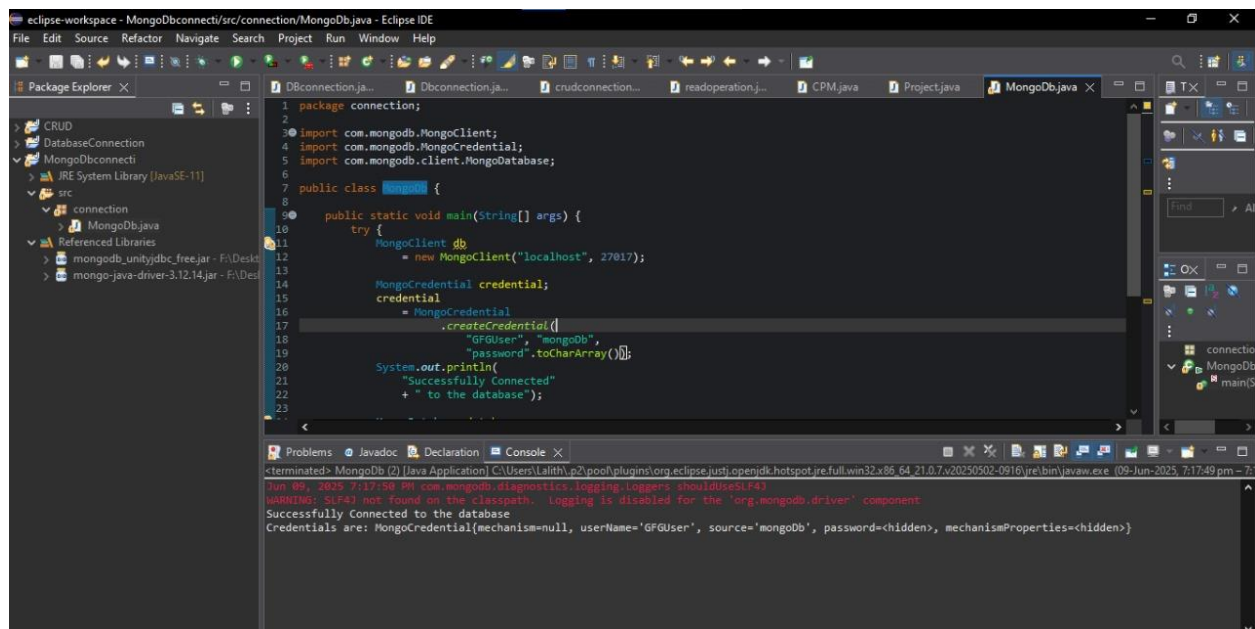 eclipse-workspace - MongoDbconnecti/src/connection/MongoDb.java - Eclipse IDE
File Edit Source Refactor Navigate Search Project Run Window Help
Package Explorer
CRUD
DatabaseConnection
MongoDbconnecti
JRE System Library [JavaSE-11]
src
connection
MongoDb.java
Referenced Libraries
mongodb_unityjdbc_free.jar - F:\Deskt
mongo-java-driver-3.12.14.jar - F:\Desl
DBconnection.ja... Dbconnection.ja... crudconnection... readoperation.j... CPM.java Project.java MongoDb.java
1 package connection;
2
3 import com.mongodb.MongoClient;
4 import com.mongodb.MongoCredential;
5 import com.mongodb.client.MongoDatabase;
6
7 public class MongoDb {
8
9 public static void main(String[] args) {
10 try {
11 MongoClient db
12 = new MongoClient("localhost", 27017);
13
14 MongoCredential credential;
15 credential
16 = MongoCredential
17 .createCredential(
18 "GFGUser", "mongoDb",
19 "password".toCharArray());
20 System.out.println(
21 "Successfully Connected"
22 + " to the database");
23
T
Find Al
O
connectio
MongoDb
main(S
Problems Javadoc Declaration Console
<terminated> MongoDb (2) [Java Application] C:\Users\Lalith\.p2\pool\plugins\org.eclipse.justj.openjdk.hotspot.jre.full.win32.x86_64_21.0.7.v20250502-0916\jre\bin\javaw.exe (09-Jun-2025, 7:17:49 pm – 7:
Jun 09, 2025 7:17:50 PM com.mongodb.diagnostics.logging.Loggers shouldUseSLF4J
WARNING: SLF4J not found on the classpath. Logging is disabled for the 'org.mongodb.driver' component
Successfully Connected to the database
Credentials are: MongoCredential{mechanism=null, userName='GFGUser', source='mongoDb', password=<hidden>, mechanismProperties=<hidden>}